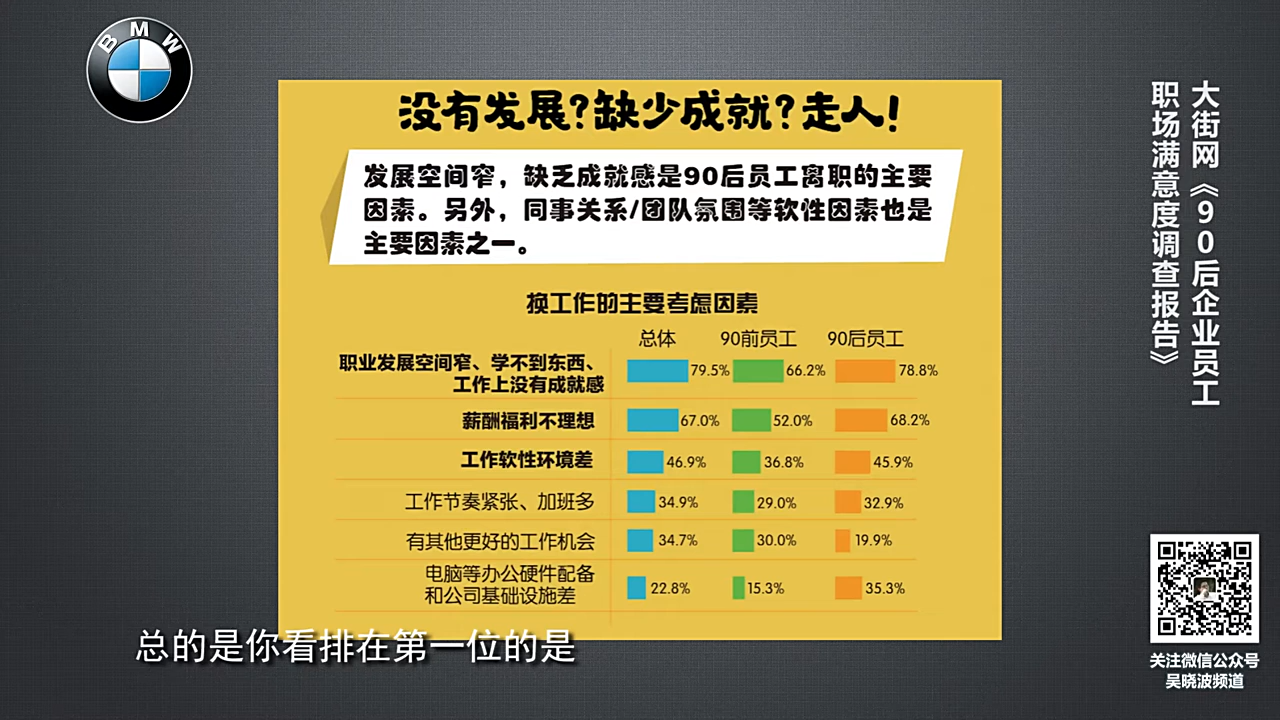 BMW
没有发展?缺少成就?走人!
发展空间窄，缺乏成就感是90后员工离职的主要
因素。另外，同事关系/团队氛围等软性因素也是
主要因素之一。
换工作的主要考虑因素
总体 90前员工 90后员工
职业发展空间窄、学不到东西、
工作上没有成就感 79.5% 66.2% 78.8%
薪酬福利不理想 67.0% 52.0% 68.2%
工作软性环境差 46.9% 36.8% 45.9%
工作节奏紧张、加班多 34.9% 29.0% 32.9%
有其他更好的工作机会 34.7% 30.0% 19.9%
电脑等办公硬件配备
和公司基础设施差 22.8% 15.3% 35.3%
大街网《90后企业员工
职场满意度调查报告》
总的是你看排在第一位的是
关注微信公众号
吴晓波频道